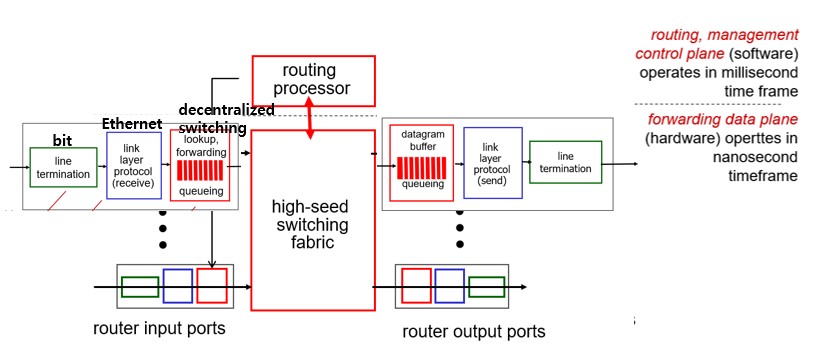 routing, management
control plane (software)
operates in millisecond
time frame
forwarding data plane
(hardware) operttes in
nanosecond
timeframe
routing
processor
decentralized
switching
Ethernet
bit
line
termination
link
layer
protocol
(receive)
lookup,
forwarding
queueing
high-seed
switching
fabric
datagram
buffer
queueing
link
layer
protocol
(send)
line
termination
router input ports
router output ports